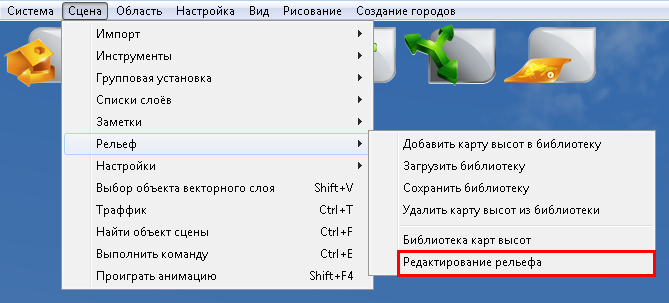 Система Сцена Область Настройка Вид Рисование Создание городов
Импорт
Инструменты
Групповая установка
Списки слоёв
Заметки
Рельеф
Настройки
Выбор объекта векторного слоя Shift+V
Траффик Ctrl+T
Найти объект сцены Ctrl+F
Выполнить команду Ctrl+E
Проиграть анимацию Shift+F4
Добавить карту высот в библиотеку
Загрузить библиотеку
Сохранить библиотеку
Удалить карту высот из библиотеки
Библиотека карт высот
Редактирование рельефа